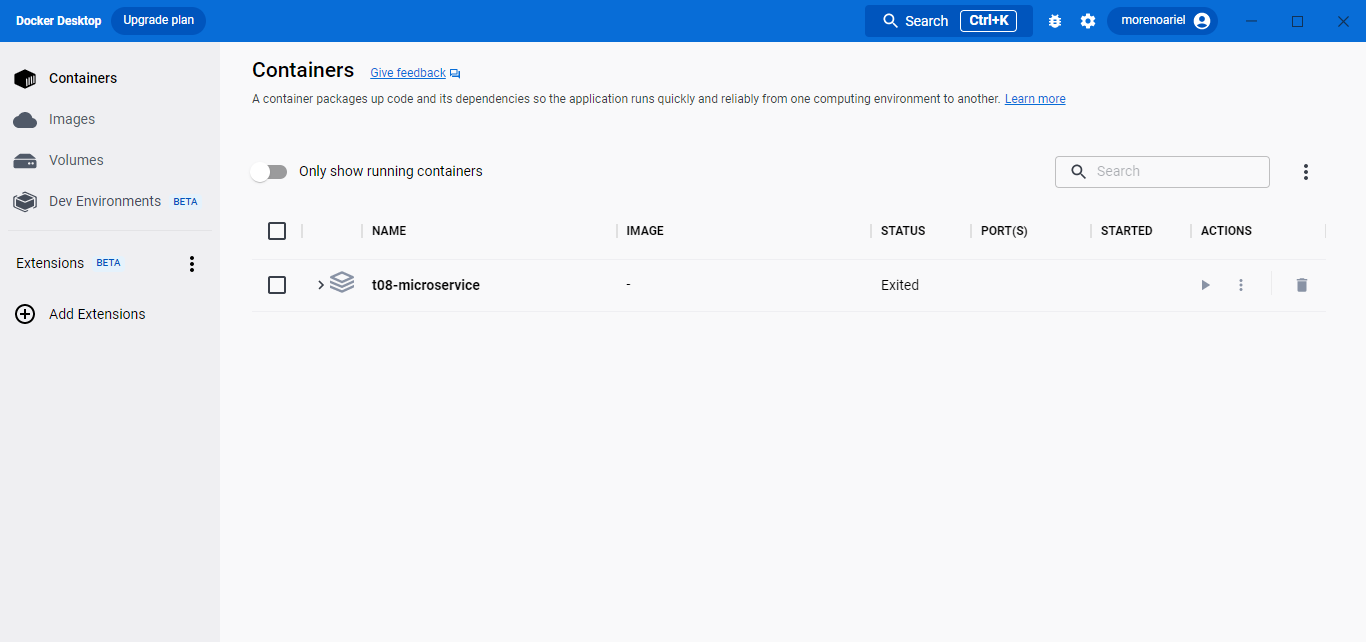 Docker Desktop Upgrade plan Search Ctrl+K morenoariel
Containers
Images
Volumes
Dev Environments BETA
Extensions BETA
Add Extensions
Containers Give feedback
A container packages up code and its dependencies so the application runs quickly and reliably from one computing environment to another. Learn more
Only show running containers Search
NAME IMAGE STATUS PORT(S) STARTED ACTIONS
t08-microservice - Exited